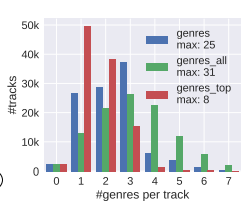 50k
40k
30k
20k
10k
0
#tracks
genres
max: 25
genres_all
max: 31
genres_top
max: 8
0 1 2 3 4 5 6 7
#genres per track
)